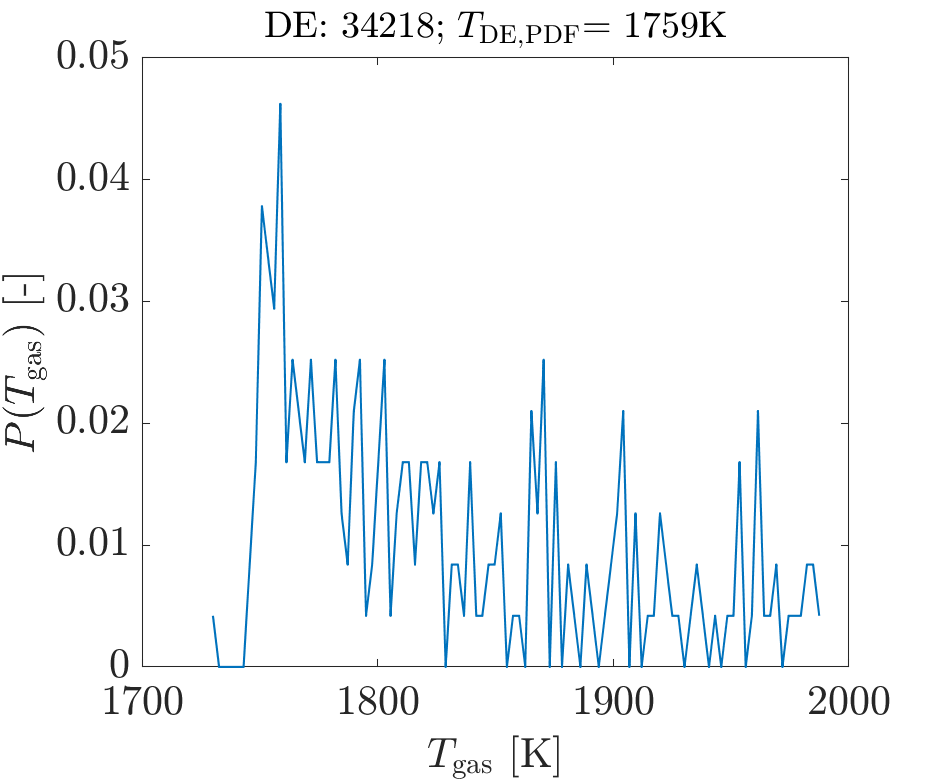 DE: 34218; T_DE,PDF= 1759K
0.05
0.04
0.03
0.02
0.01
0
P(T_gas) [-]
1700 1800 1900 2000
T_gas [K]